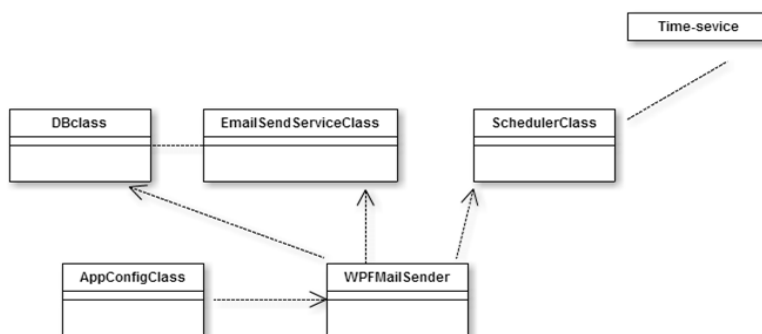 Time-sevice
DBclass
EmailSendServiceClass
SchedulerClass
AppConfigClass
WPFMailSender